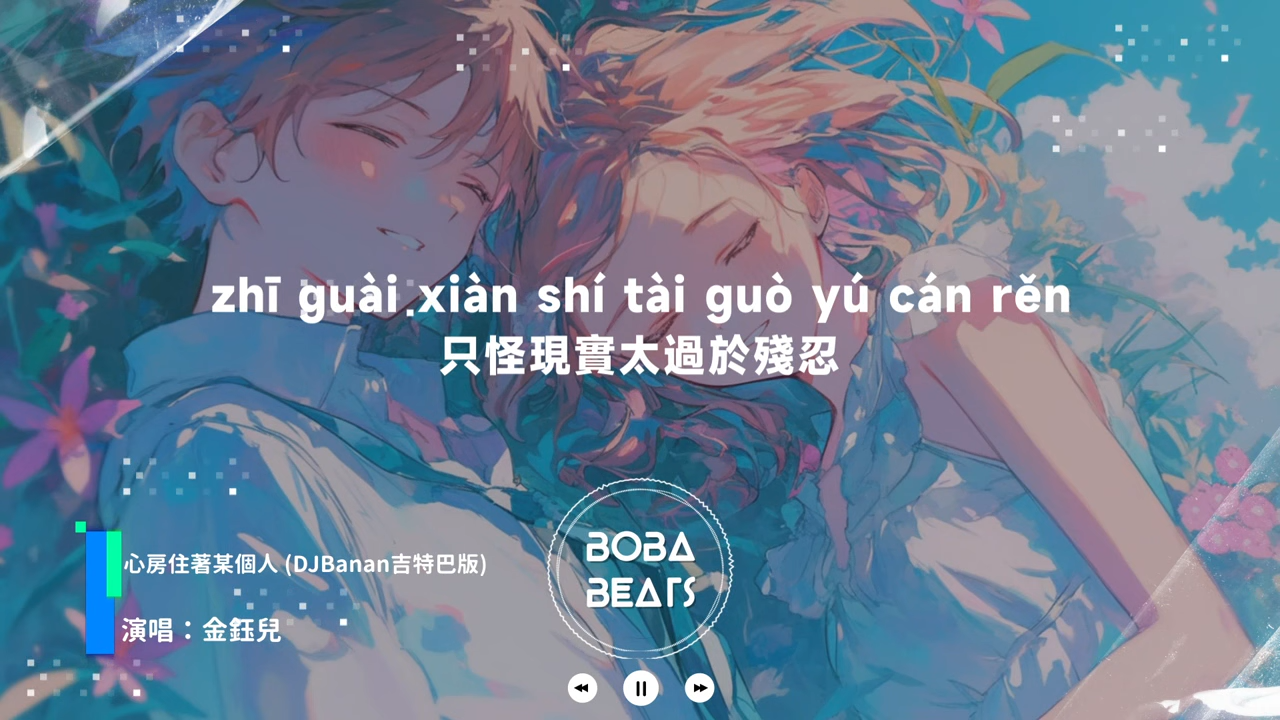 zhī guài xiàn shí tài guò yú cán rěn
只怪現實太過於殘忍
心房住著某個人 (DJBanan吉特巴版)
演唱：金鈺兒
BOBA
BEATS